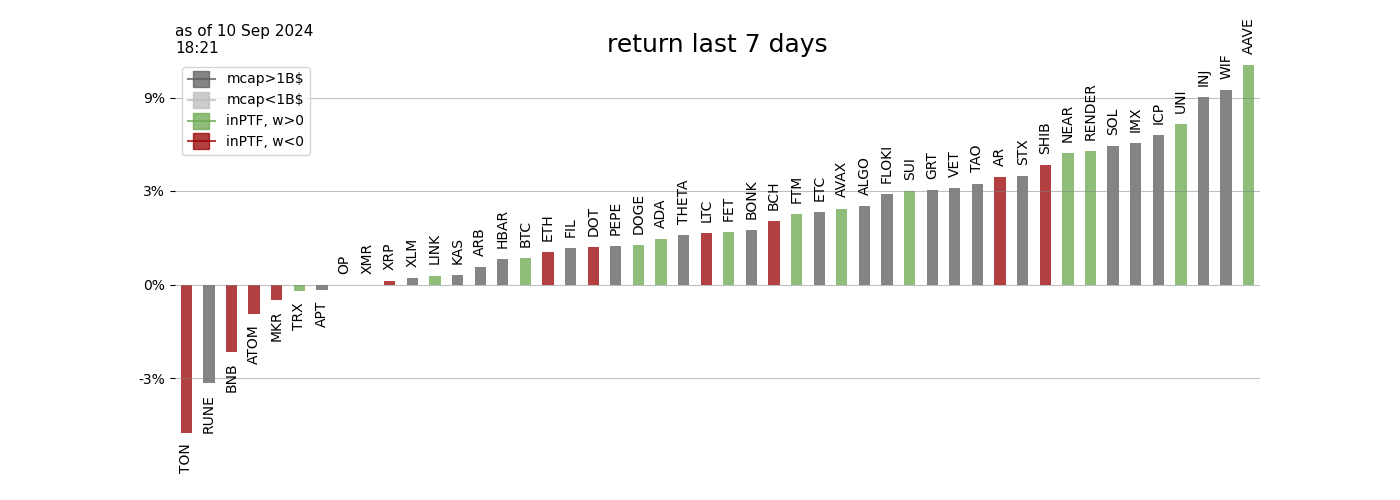 as of 10 Sep 2024
18:21
return last 7 days
mcap>1B$
mcap<1B$
inPTF, w>0
inPTF, w<0
9%
3%
0%
-3%
TON
RUNE
BNB
ATOM
MKR
TRX
APT
OP
XMR
XRP
XLM
LINK
KAS
ARB
HBAR
BTC
ETH
FIL
DOT
PEPE
DOGE
ADA
THETA
LTC
FET
BONK
BCH
FTM
ETC
AVAX
ALGO
FLOKI
SUI
GRT
VET
TAO
AR
STX
SHIB
NEAR
RENDER
SOL
IMX
ICP
UNI
INJ
WIF
AAVE